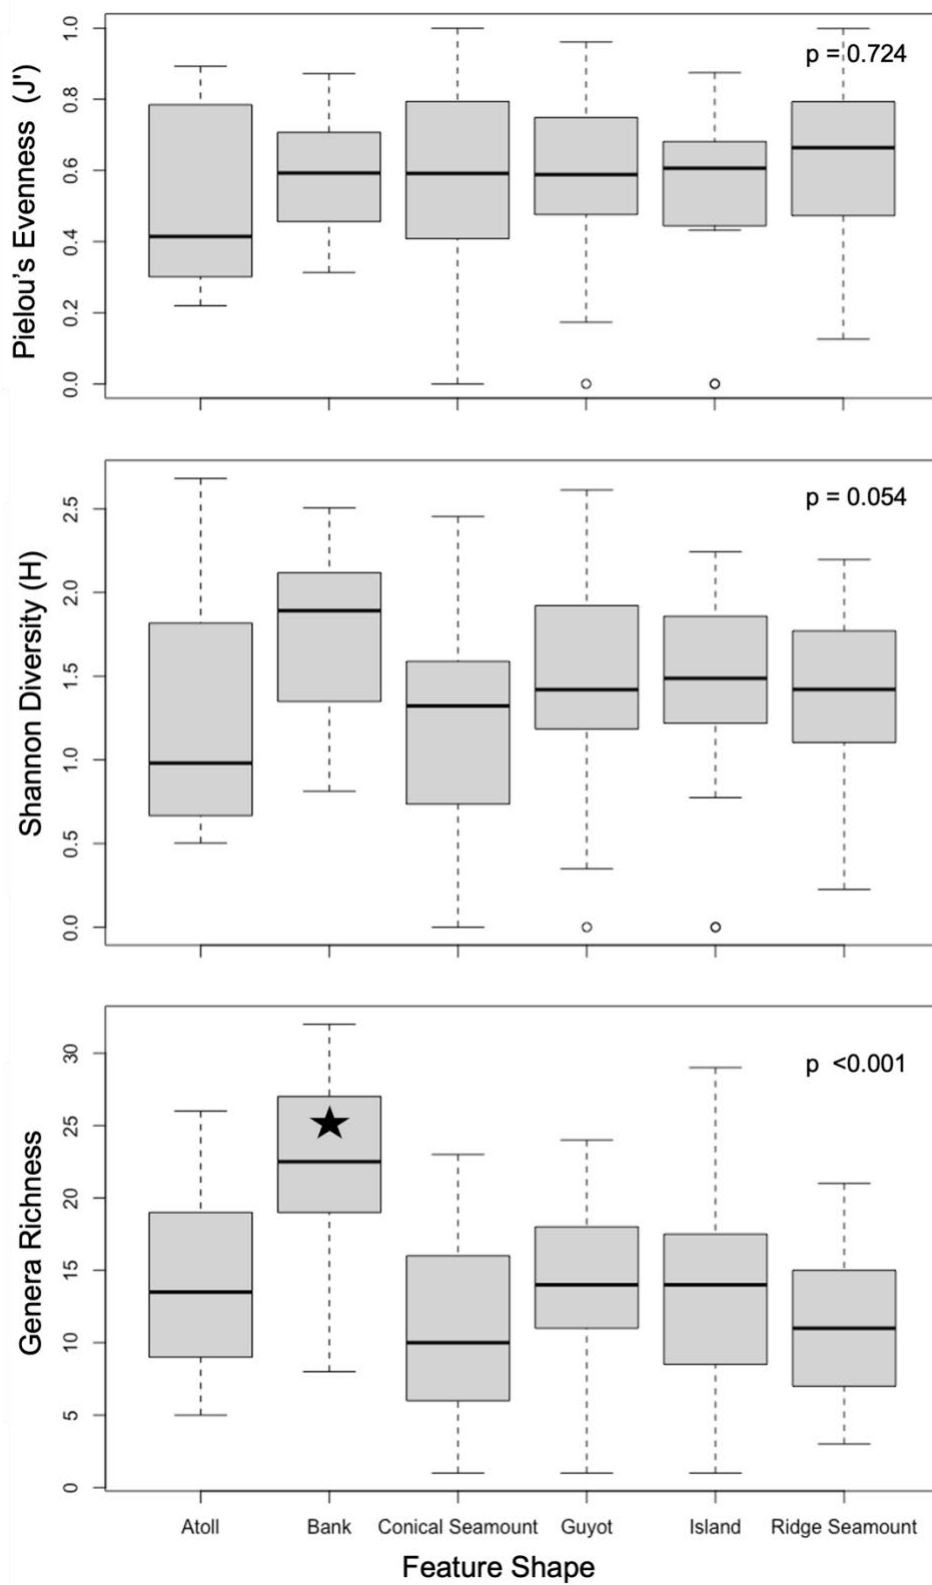 Pielou's Evenness (J')
1.0
0.8
0.6
0.4
0.2
0.0
p = 0.724
Shannon Diversity (H)
2.5
2.0
1.5
1.0
0.5
0.0
p = 0.054
Genera Richness
30
25
20
15
10
5
0
p <0.001
Atoll Bank Conical Seamount Guyot Island Ridge Seamount
Feature Shape